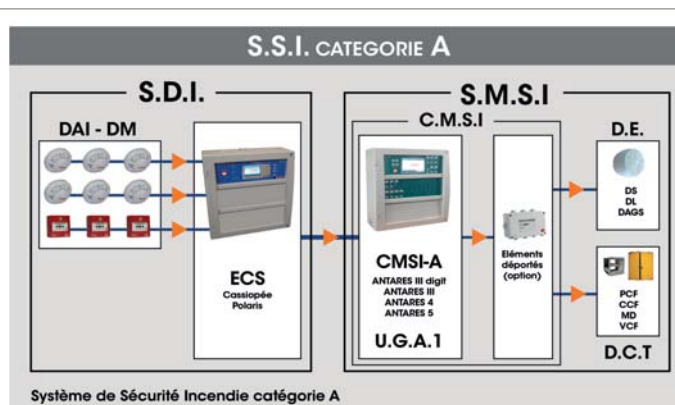 S.S.I. CATEGORIE A
S.D.I.
DAI - DM
ECS
Cassiopée
Polaris
S.M.S.I
C.M.S.I
CMSI-A
ANTARES III digit
ANTARES III
ANTARES 4
ANTARES 5
U.G.A.1
Eléments
déportés
(option)
D.E.
DS
DL
DAGS
PCF
CCF
MD
VCF
D.C.T
Système de Sécurité Incendie catégorie A